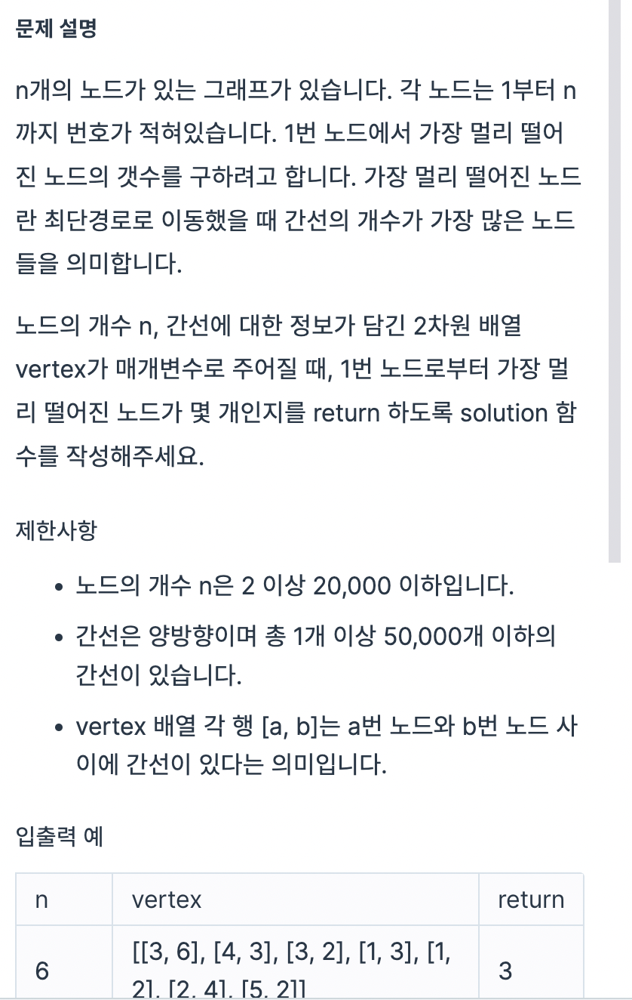 문제 설명
n개의 노드가 있는 그래프가 있습니다. 각 노드는 1부터 n
까지 번호가 적혀있습니다. 1번 노드에서 가장 멀리 떨어
진 노드의 갯수를 구하려고 합니다. 가장 멀리 떨어진 노드
란 최단경로로 이동했을 때 간선의 개수가 가장 많은 노드
들을 의미합니다.
노드의 개수 n, 간선에 대한 정보가 담긴 2차원 배열
vertex가 매개변수로 주어질 때, 1번 노드로부터 가장 멀
리 떨어진 노드가 몇 개인지를 return 하도록 solution 함
수를 작성해주세요.
제한사항
• 노드의 개수 n은 2 이상 20,000 이하입니다.
• 간선은 양방향이며 총 1개 이상 50,000개 이하의
간선이 있습니다.
• vertex 배열 각 행 [a, b]는 a번 노드와 b번 노드 사
이에 간선이 있다는 의미입니다.
입출력 예
n vertex return
6 [[3, 6], [4, 3], [3, 2], [1, 3], [1, 3
2], [2, 4], [5, 2]]